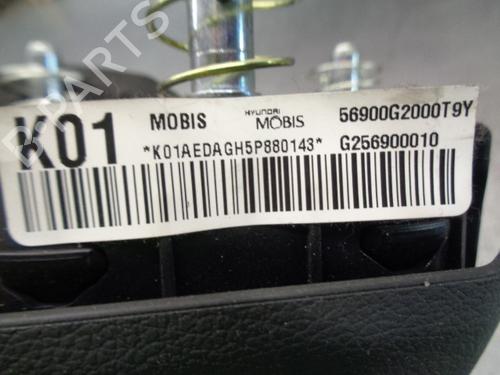 B-PARTS
K01 MOBIS HYUNDAI MOBIS 56900G2000T9Y
*K01AEDAGH5P880143* G256900010